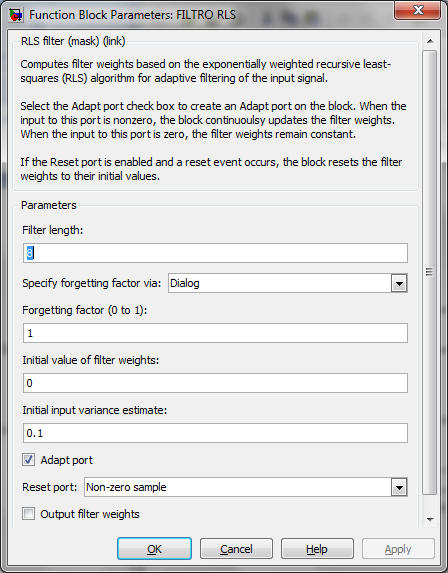 Function Block Parameters: FILTRO RLS
RLS filter (mask) (link)
Computes filter weights based on the exponentially weighted recursive least-
squares (RLS) algorithm for adaptive filtering of the input signal.
Select the Adapt port check box to create an Adapt port on the block. When the
input to this port is nonzero, the block continuoulsy updates the filter weights.
When the input to this port is zero, the filter weights remain constant.
If the Reset port is enabled and a reset event occurs, the block resets the filter
weights to their initial values.
Parameters
Filter length:
8
Specify forgetting factor via: Dialog
Forgetting factor (0 to 1):
1
Initial value of filter weights:
0
Initial input variance estimate:
0.1
Adapt port
Reset port: Non-zero sample
Output filter weights
OK Cancel Help Apply